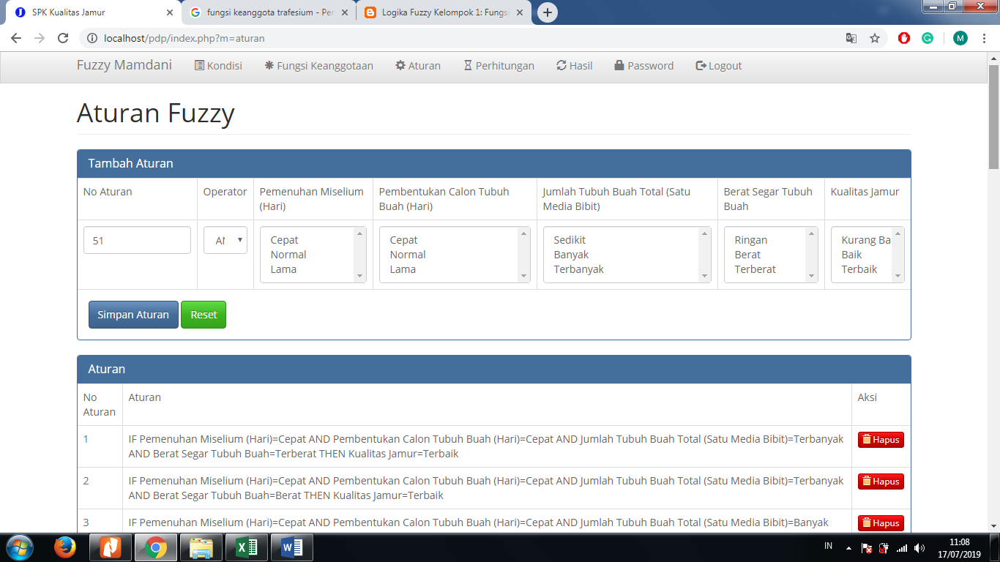 SPK Kualitas Jamur
fungsi keanggota trafesium - Pen
Logika Fuzzy Kelompok 1: Fungsi
localhost/pdp/index.php?m=aturan
M
Fuzzy Mamdani Kondisi Fungsi Keanggotaan Aturan Perhitungan Hasil Password Logout
Aturan Fuzzy
Tambah Aturan
No Aturan Operator Pemenuhan Miselium Pembentukan Calon Tubuh Jumlah Tubuh Buah Total (Satu Berat Segar Tubuh Kualitas Jamur
(Hari) Buah (Hari) Media Bibit) Buah
51 Cepat Cepat Sedikit Ringan Kurang Ba
Normal Normal Banyak Berat Baik
Lama Lama Terbanyak Terberat Terbaik
Simpan Aturan Reset
Aturan
No Aturan Aksi
Aturan
1 IF Pemenuhan Miselium (Hari)=Cepat AND Pembentukan Calon Tubuh Buah (Hari)=Cepat AND Jumlah Tubuh Buah Total (Satu Media Bibit)=Terbanyak Hapus
AND Berat Segar Tubuh Buah=Terberat THEN Kualitas Jamur=Terbaik
2 IF Pemenuhan Miselium (Hari)=Cepat AND Pembentukan Calon Tubuh Buah (Hari)=Cepat AND Jumlah Tubuh Buah Total (Satu Media Bibit)=Terbanyak Hapus
AND Berat Segar Tubuh Buah=Berat THEN Kualitas Jamur=Terbaik
3 IF Pemenuhan Miselium (Hari)=Cepat AND Pembentukan Calon Tubuh Buah (Hari)=Cepat AND Jumlah Tubuh Buah Total (Satu Media Bibit)=Banyak Hapus
IN 11:08
17/07/2019